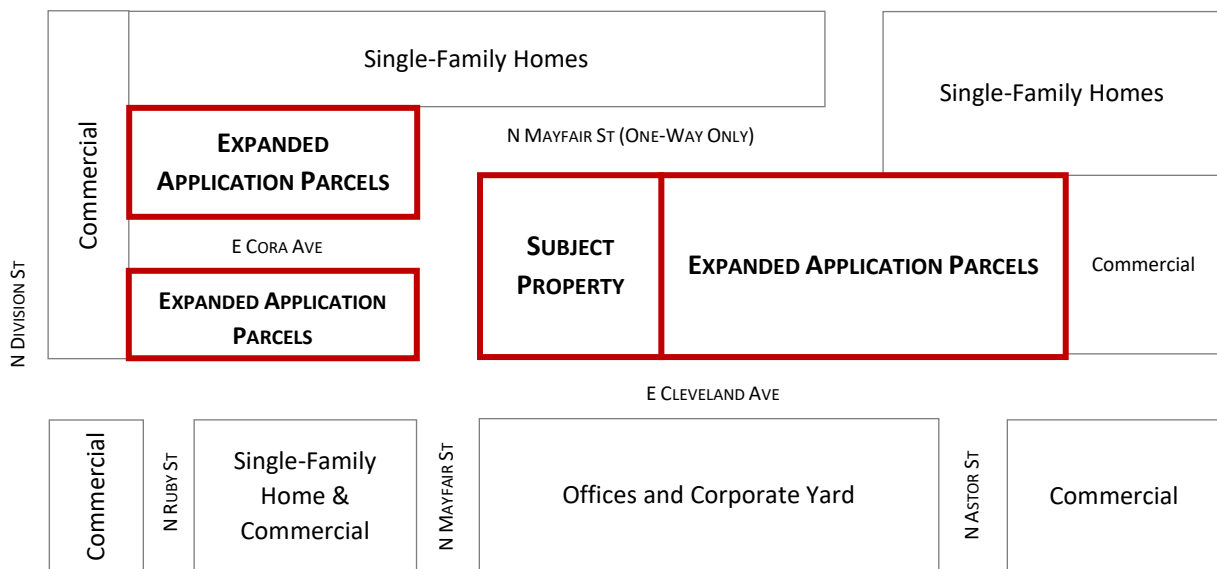 Single-Family Homes
Single-Family Homes
Commercial
EXPANDED
APPLICATION PARCELS
N MAYFAIR ST (ONE-WAY ONLY)
E CORA AVE
SUBJECT
PROPERTY
EXPANDED APPLICATION PARCELS
Commercial
EXPANDED APPLICATION
PARCELS
N DIVISION ST
E CLEVELAND AVE
Commercial
N RUBY ST
Single-Family
Home &
Commercial
N MAYFAIR ST
Offices and Corporate Yard
N ASTOR ST
Commercial